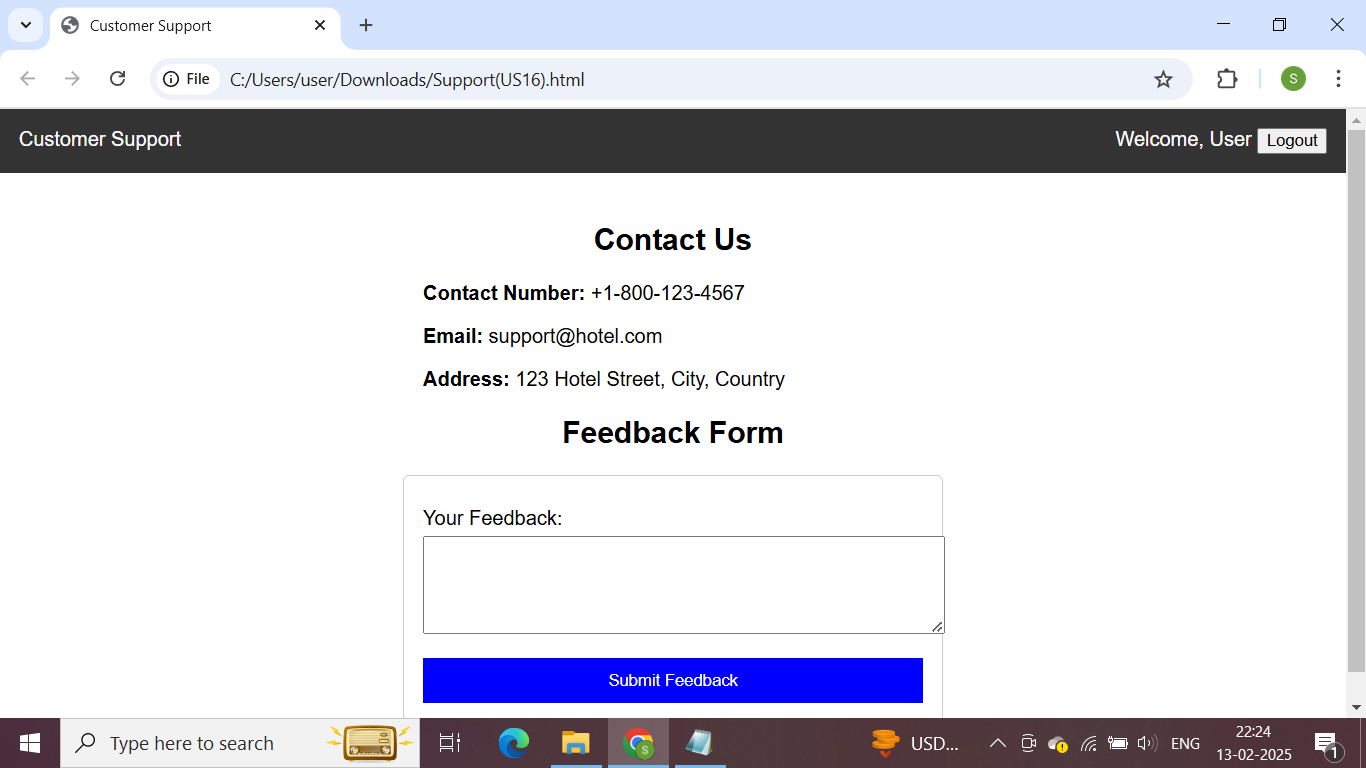 Customer Support
File C:/Users/user/Downloads/Support(US16).html
S
Customer Support
Welcome, User Logout
Contact Us
Contact Number: +1-800-123-4567
Email: support@hotel.com
Address: 123 Hotel Street, City, Country
Feedback Form
Your Feedback:
Submit Feedback
Type here to search
S
USD...
ENG
22:24
13-02-2025
1